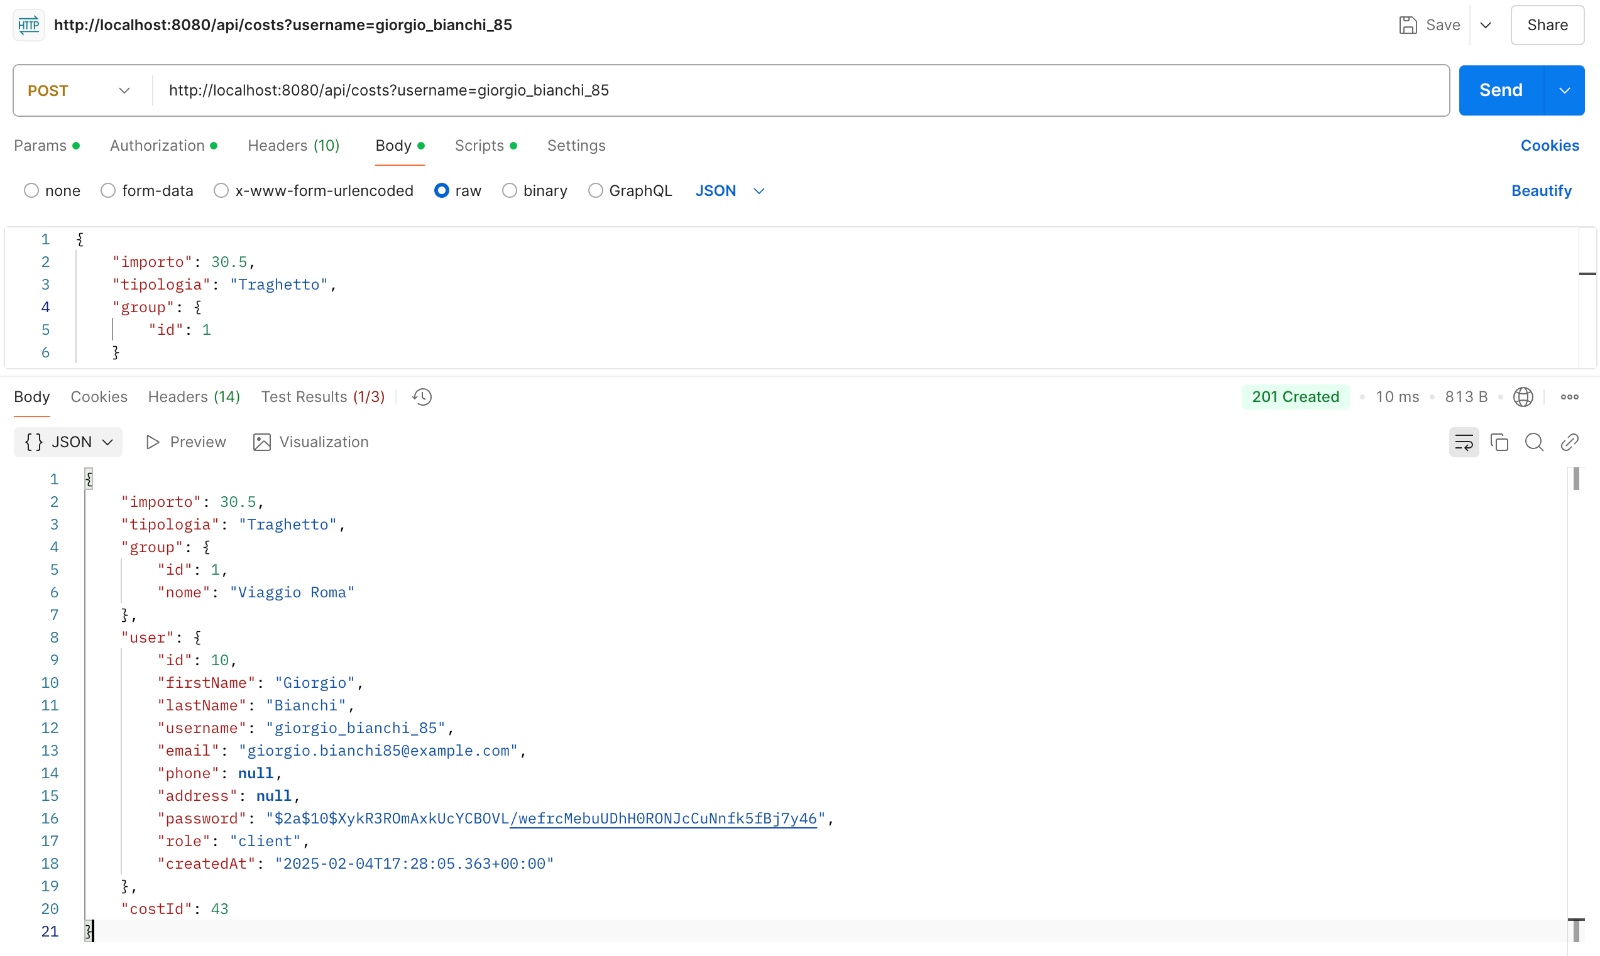 HTTP http://localhost:8080/api/costs?username=giorgio_bianchi_85 Save Share
POST http://localhost:8080/api/costs?username=giorgio_bianchi_85 Send
Params Authorization Headers (10) Body Scripts Settings Cookies
none form-data x-www-form-urlencoded raw binary GraphQL JSON Beautify
1 {
2 "importo": 30.5,
3 "tipologia": "Traghetto",
4 "group": {
5 "id": 1
6 }
Body Cookies Headers (14) Test Results (1/3) 201 Created 10 ms 813 B
{} JSON Preview Visualization
1 {
2 "importo": 30.5,
3 "tipologia": "Traghetto",
4 "group": {
5 "id": 1,
6 "nome": "Viaggio Roma"
7 },
8 "user": {
9 "id": 10,
10 "firstName": "Giorgio",
11 "lastName": "Bianchi",
12 "username": "giorgio_bianchi_85",
13 "email": "giorgio.bianchi85@example.com",
14 "phone": null,
15 "address": null,
16 "password": "$2a$10$XykR3ROmAxkUcYCBOVL/wefrcMebuUDhH0RONJcCuNnfk5fBj7y46",
17 "role": "client",
18 "createdAt": "2025-02-04T17:28:05.363+00:00"
19 },
20 "costId": 43
21 }